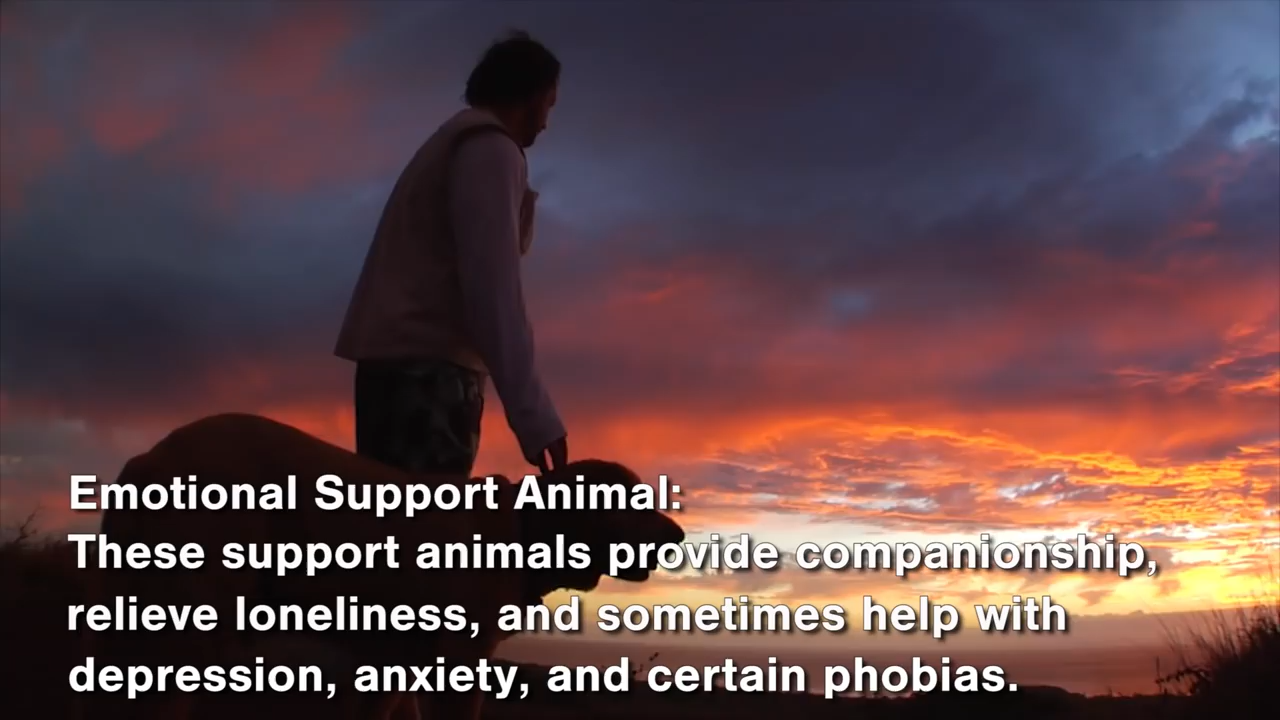 Emotional Support Animal:
These support animals provide companionship,
relieve loneliness, and sometimes help with
depression, anxiety, and certain phobias.